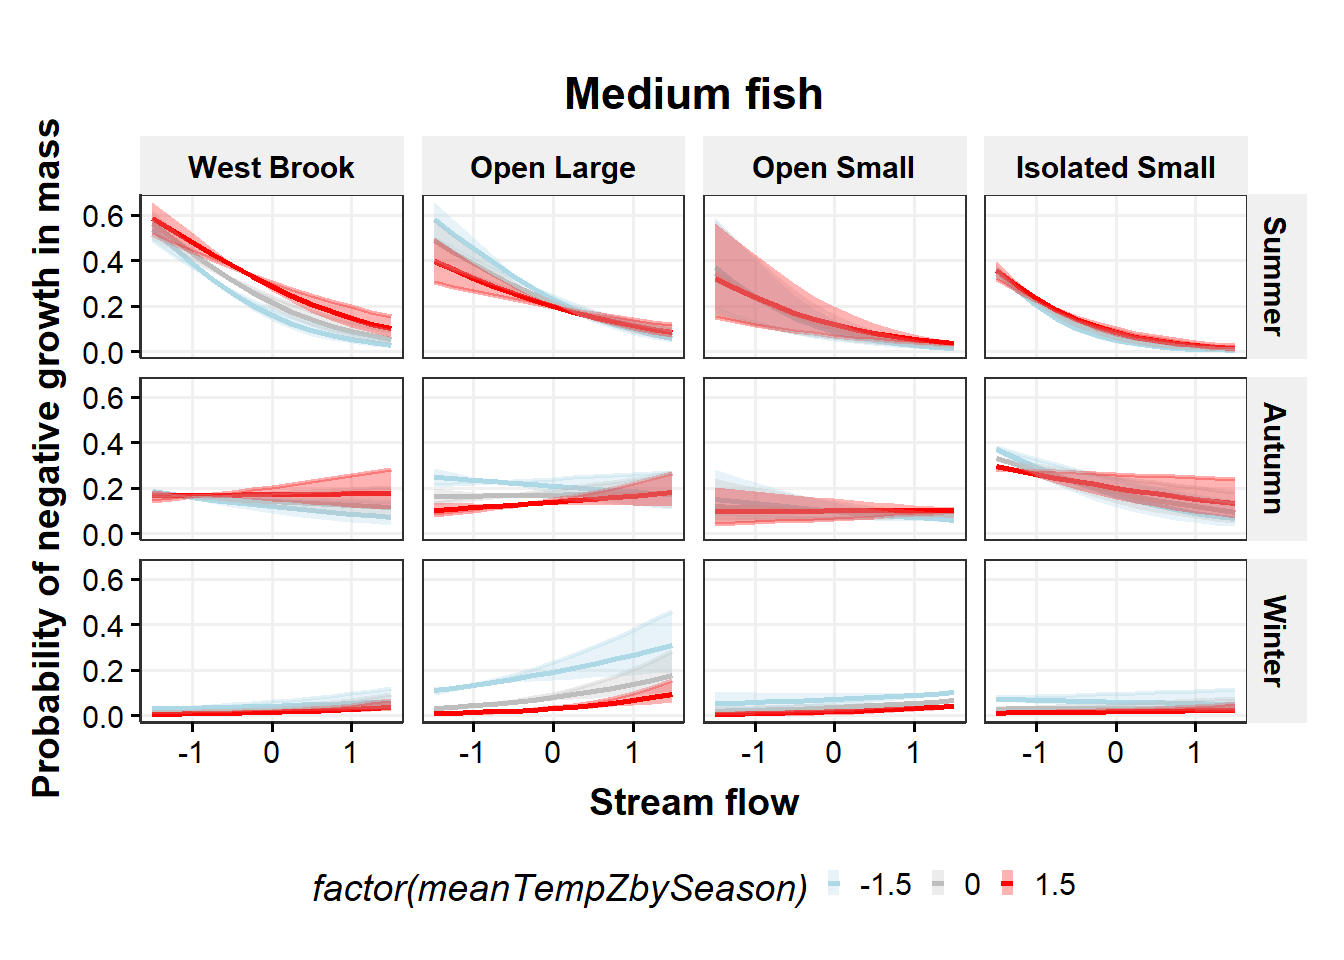 Medium fish
West Brook Open Large Open Small Isolated Small
Probability of negative growth in mass
0.6
0.4
0.2
0.0
Summer
0.6
0.4
0.2
0.0
Autumn
0.6
0.4
0.2
0.0
Winter
-1 0 1 -1 0 1 -1 0 1 -1 0 1
Stream flow
factor(meanTempZbySeason) -1.5 0 1.5